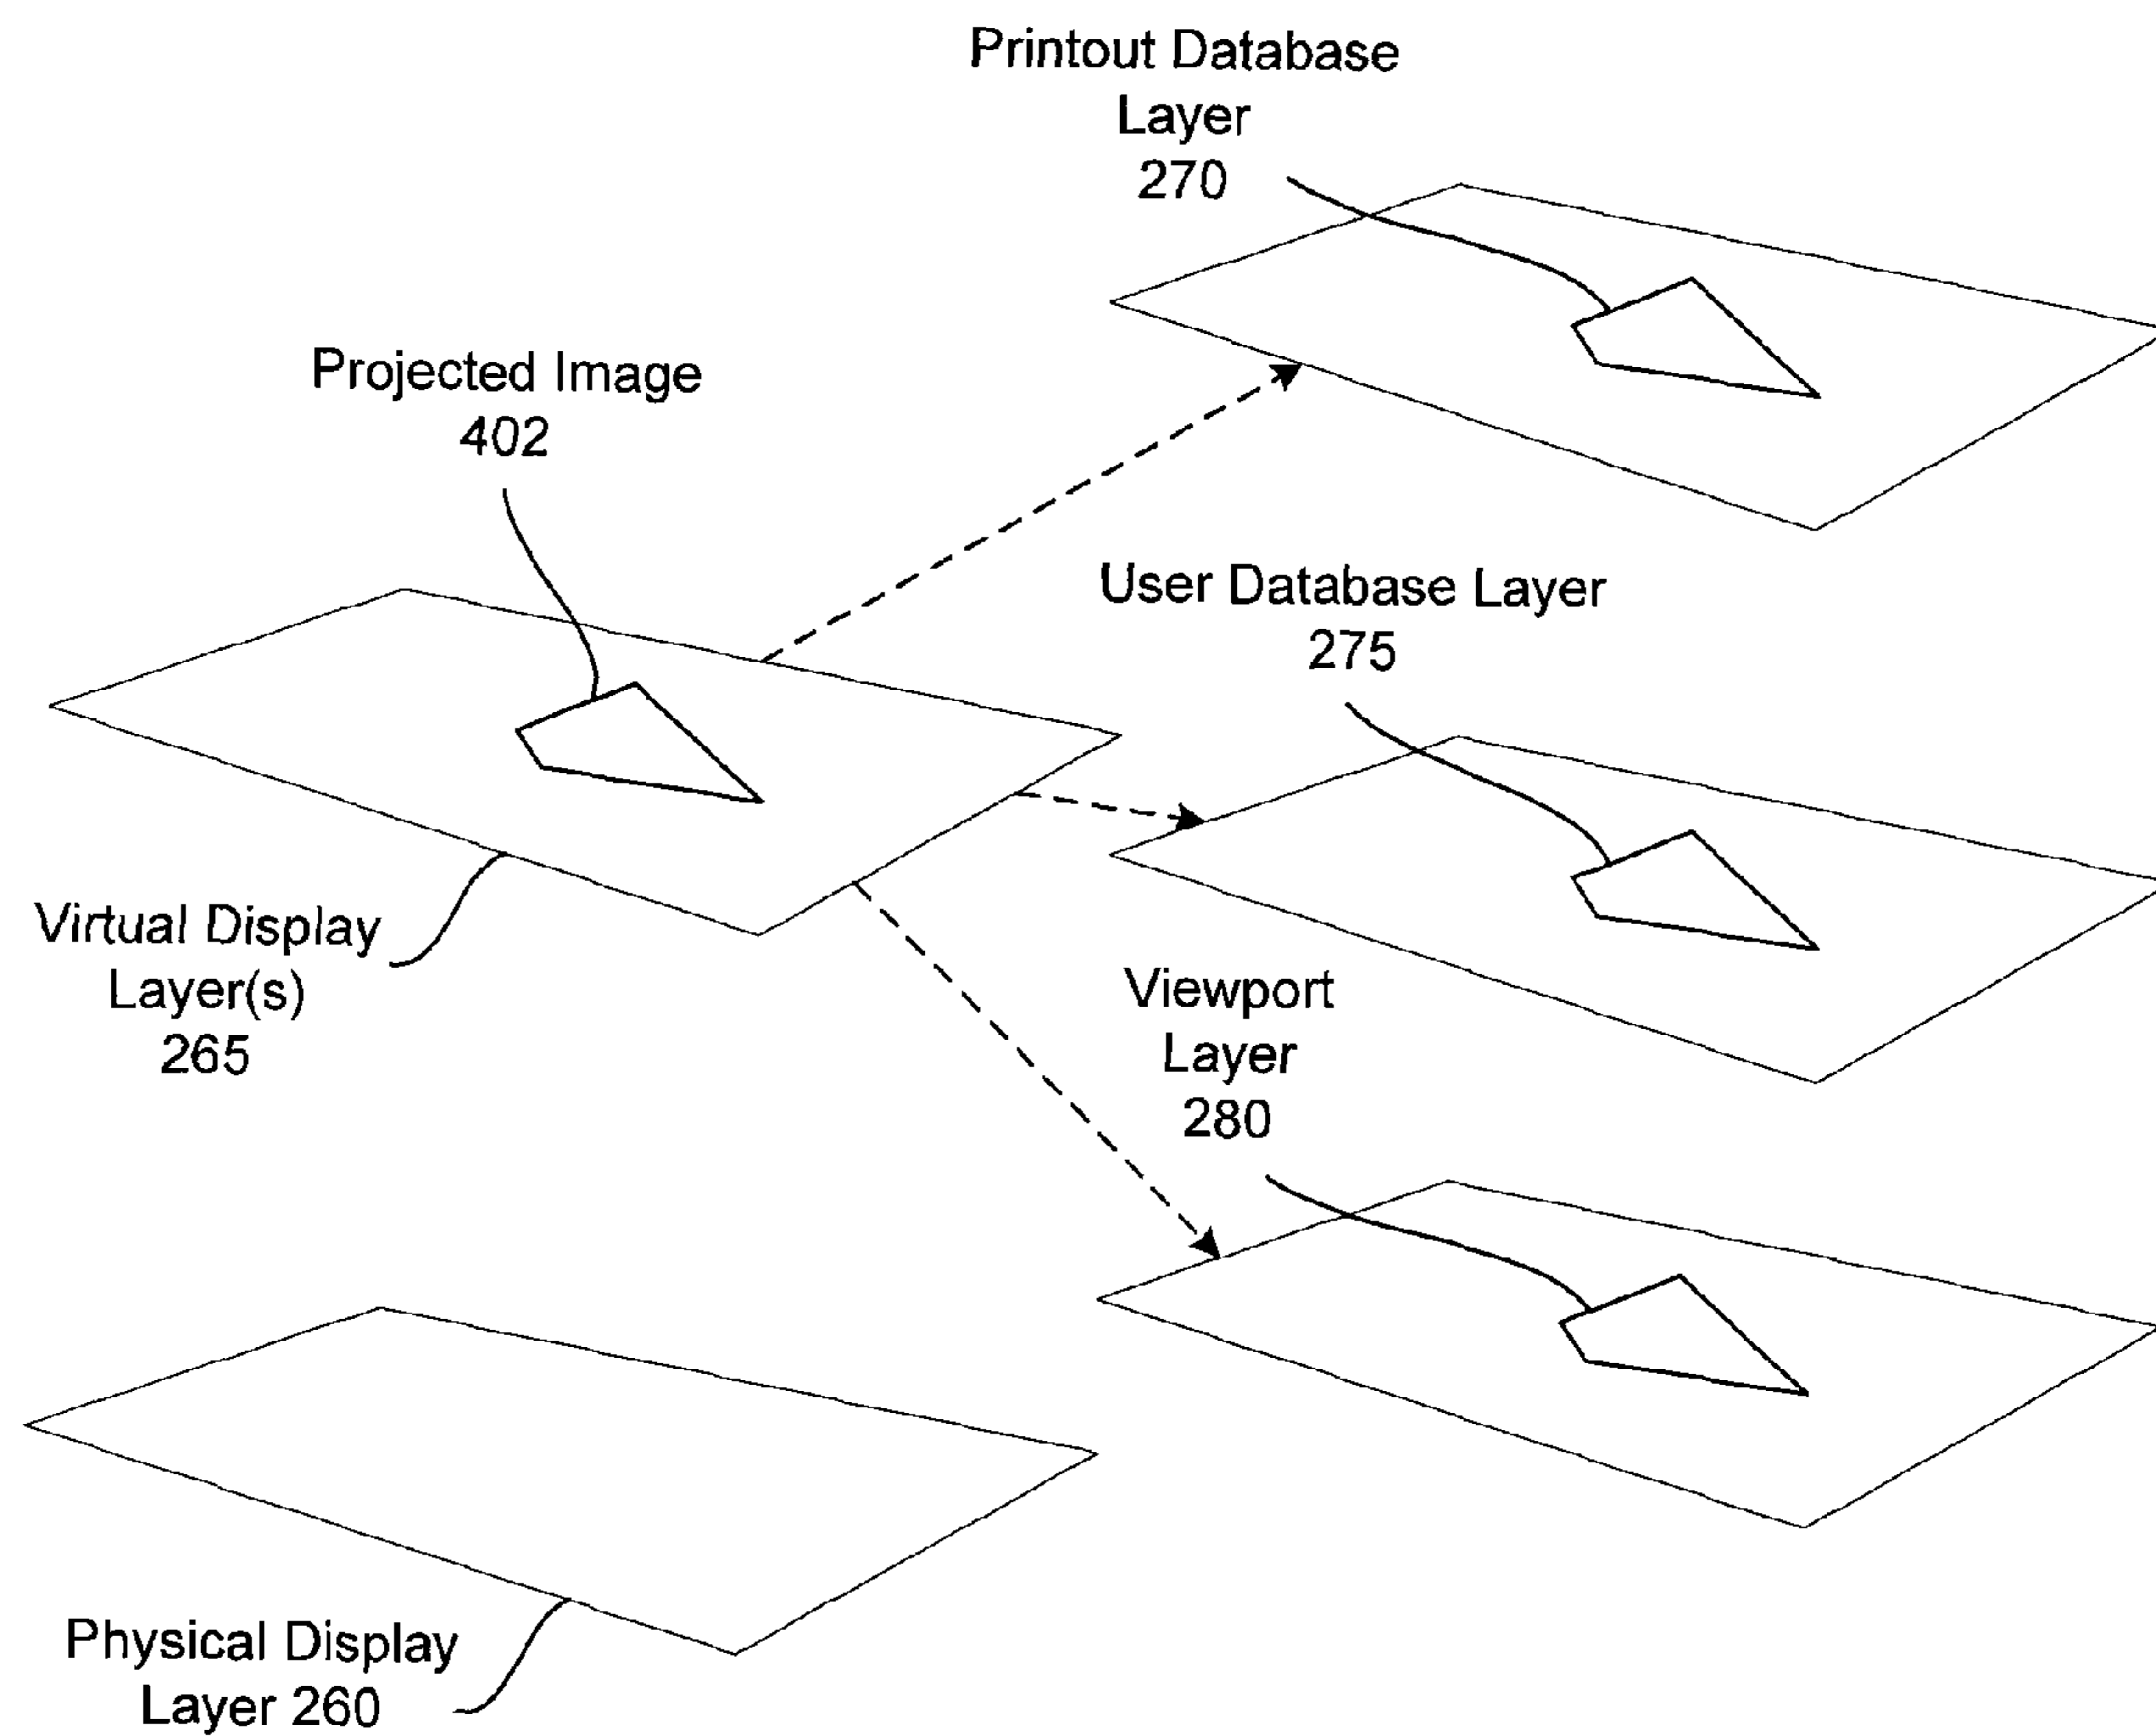 Printout Database
Layer
270
Projected Image
402
User Database Layer
275
Virtual Display
Layer(s)
265
Viewport
Layer
280
Physical Display
Layer 260